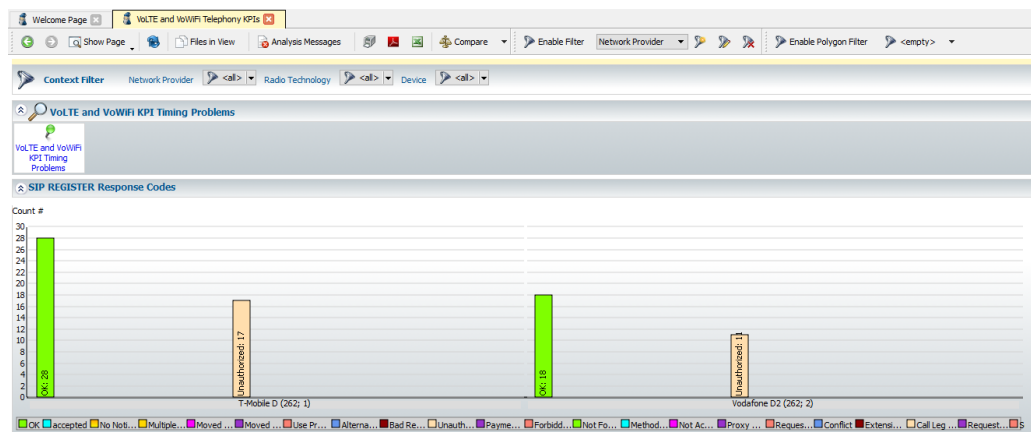 Welcome Page VoLTE and VoWiFi Telephony KPIs
Show Page Files in View Analysis Messages Compare Enable Filter Network Provider Enable Polygon Filter <empty>
Context Filter Network Provider <all> Radio Technology <all> Device <all>
VoLTE and VoWiFi KPI Timing Problems
VoLTE and VoWiFi
KPI Timing
Problems
SIP REGISTER Response Codes
Count #
30
28
26
24
22
20
18
16
14
12
10
8
6
4
2
0
OK: 28
Unauthorized: 17
OK: 18
Unauthorized: 11
T-Mobile D (262; 1) Vodafone D2 (262; 2)
OK accepted No Noti... Multiple... Moved ... Moved ... Use Pr... Alterna... Bad Re... Unauth... Payme... Forbidd... Not Fo... Method... Not Ac... Proxy ... Reques... Conflict Extensi... Call Leg ... Request... S